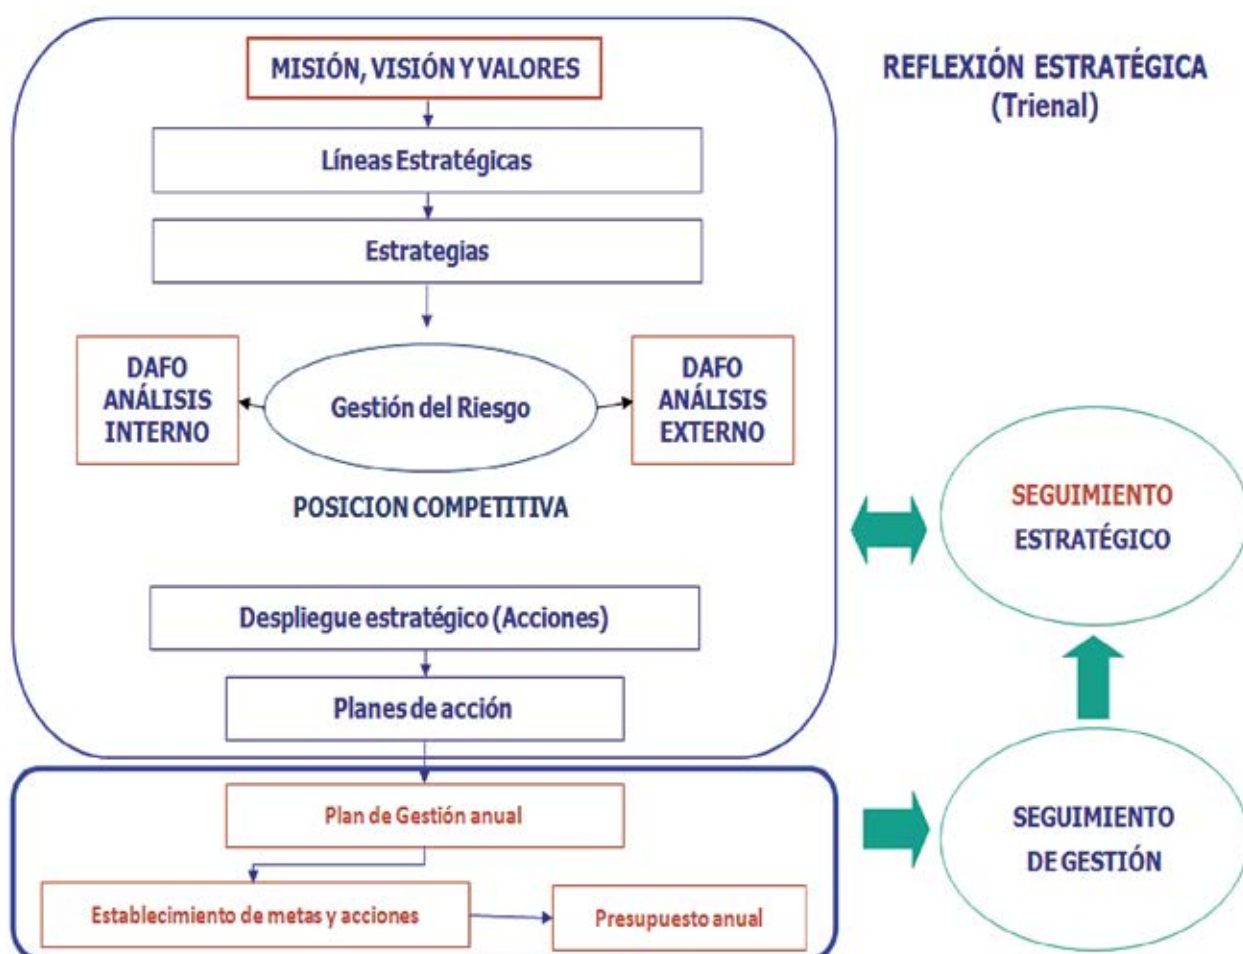 MISIÓN, VISIÓN Y VALORES
REFLEXIÓN ESTRATÉGICA
(Trienal)
Líneas Estratégicas
Estrategias
DAFO
ANÁLISIS
INTERNO
Gestión del Riesgo
DAFO
ANÁLISIS
EXTERNO
POSICION COMPETITIVA
SEGUIMIENTO
ESTRATÉGICO
Despliegue estratégico (Acciones)
Planes de acción
Plan de Gestión anual
SEGUIMIENTO
DE GESTIÓN
Establecimiento de metas y acciones
Presupuesto anual